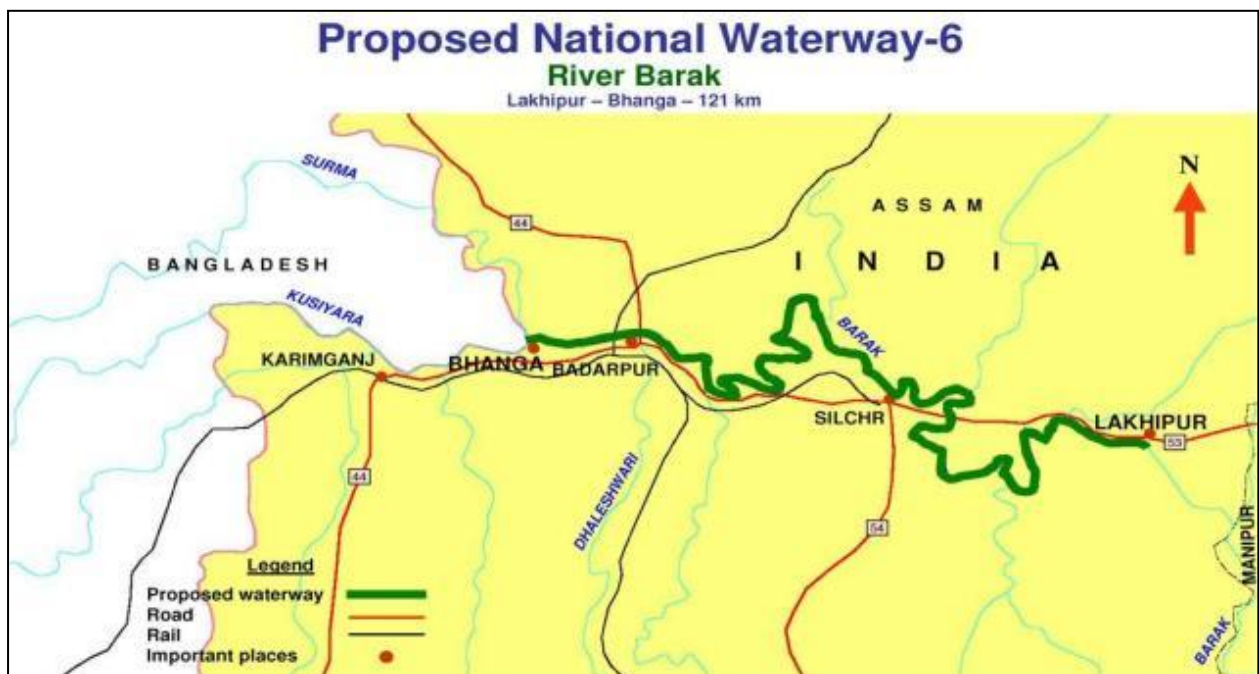 Proposed National Waterway-6
River Barak
Lakhipur – Bhanga – 121 km
SURMA
N
44
ASSAM
BANGLADESH
INDIA
KUSIYARA
BARAK
KARIMGANJ
BHANGA
BADARPUR
SILCHR
LAKHIPUR
53
44
DHALESHWARI
54
MANIPUR
BARAK
Legend
Proposed waterway
Road
Rail
Important places